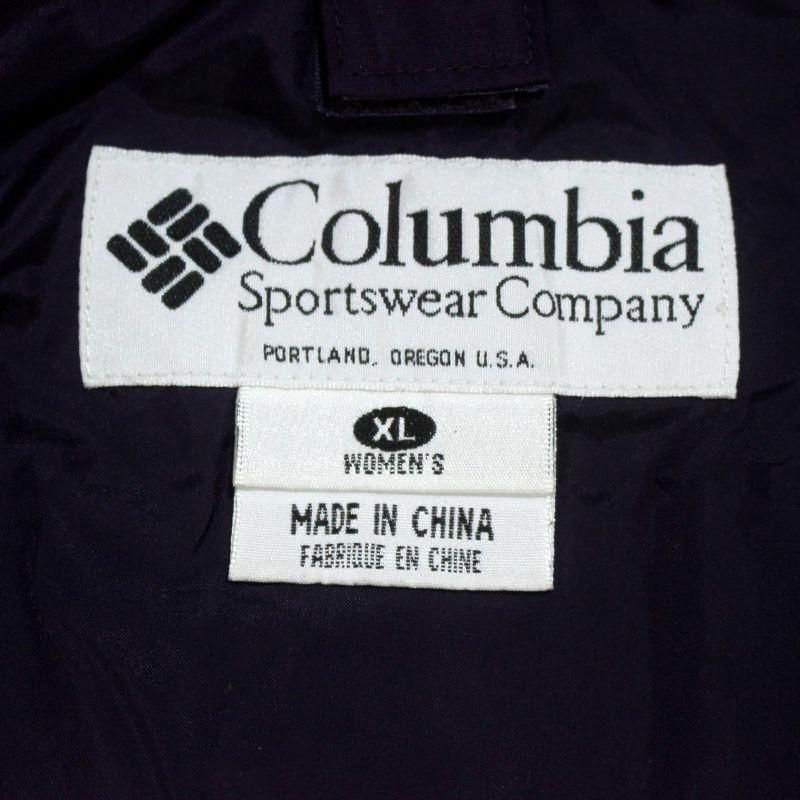 Columbia
Sportswear Company
PORTLAND, OREGON U.S.A.
XL
WOMEN'S
MADE IN CHINA
FABRIQUE EN CHINE